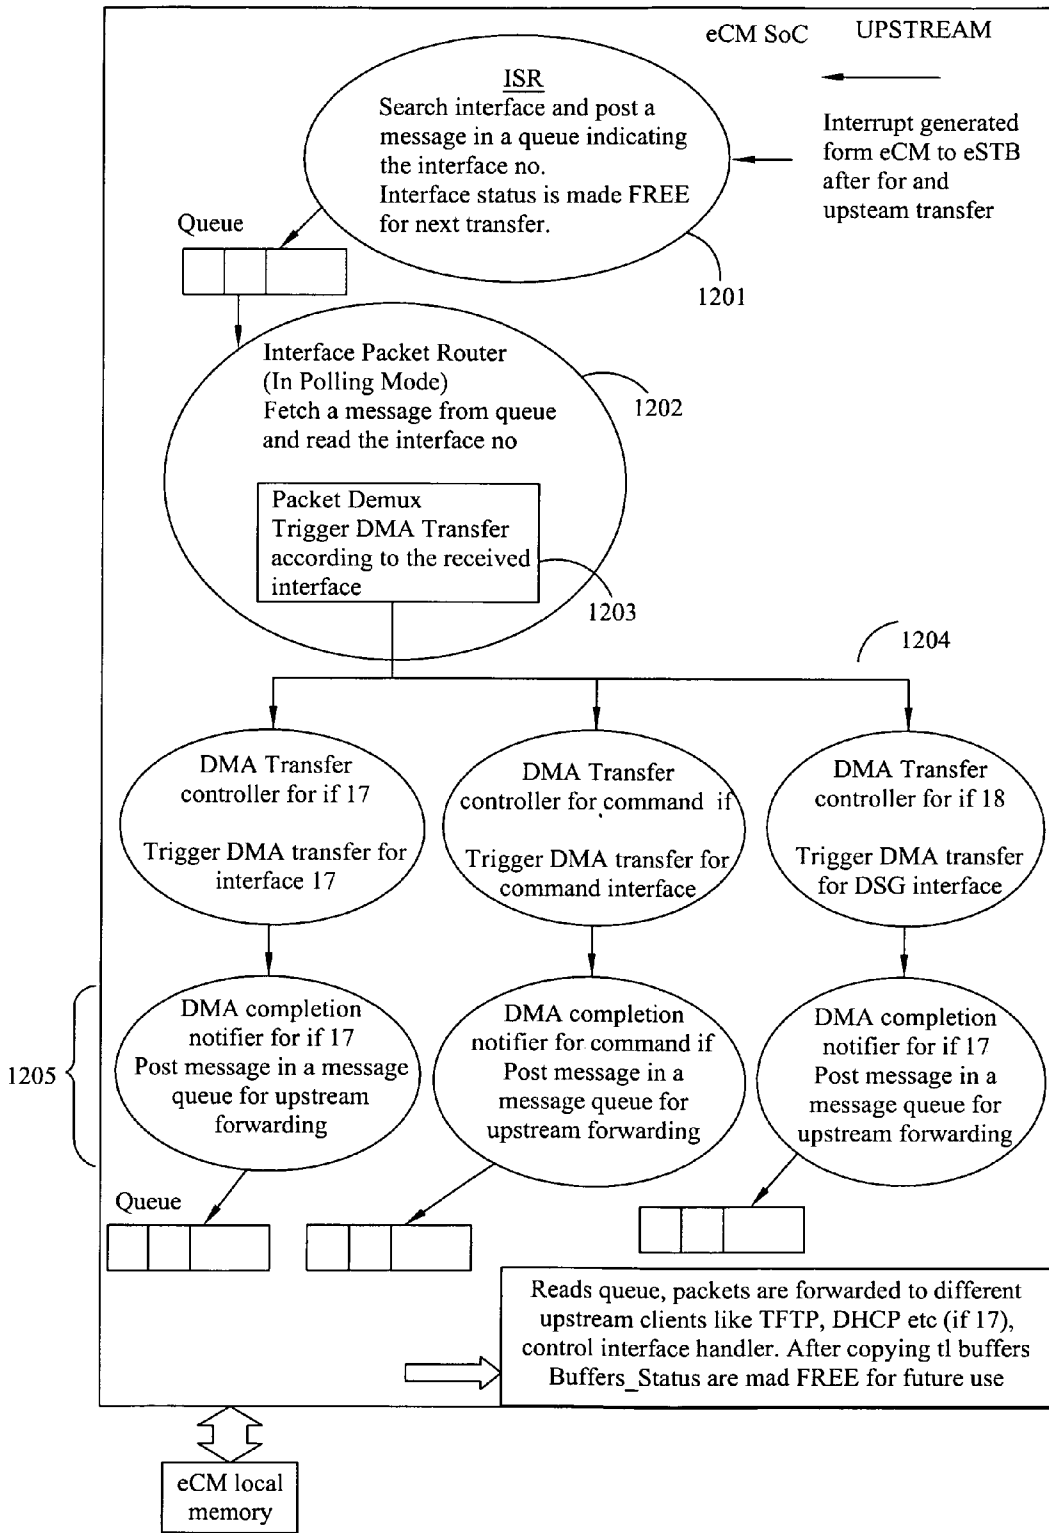 eCM SoC UPSTREAM
ISR
Search interface and post a
message in a queue indicating
the interface no.
Interface status is made FREE
for next transfer.
Interrupt generated
form eCM to eSTB
after for and
upsteam transfer
Queue
1201
Interface Packet Router
(In Polling Mode)
Fetch a message from queue
and read the interface no
1202
Packet Demux
Trigger DMA Transfer
according to the received
interface
1203
1204
DMA Transfer
controller for if 17
Trigger DMA transfer for
interface 17
DMA Transfer
controller for command if
Trigger DMA transfer for
command interface
DMA Transfer
controller for if 18
Trigger DMA transfer
for DSG interface
1205
DMA completion
notifier for if 17
Post message in a message
queue for upstream
forwarding
DMA completion
notifier for command if
Post message in a
message queue for
upstream forwarding
DMA completion
notifier for if 17
Post message in a
message queue for
upstream forwarding
Queue
Reads queue, packets are forwarded to different
upstream clients like TFTP, DHCP etc (if 17),
control interface handler. After copying tl buffers
Buffers_Status are mad FREE for future use
eCM local
memory